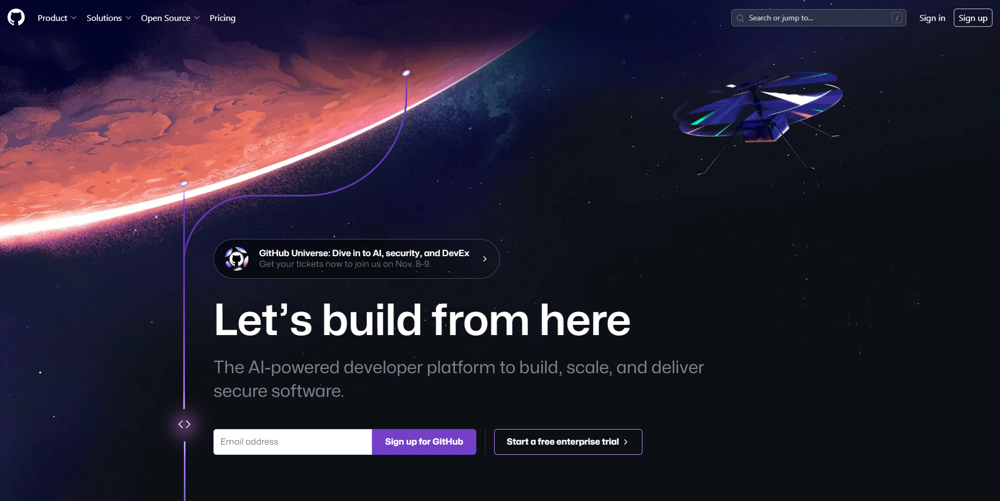 Product
Solutions
Open Source
Pricing
Search or jump to...
/
Sign in
Sign up
GitHub Universe: Dive in to AI, security, and DevEx
Get your tickets how to join us on Nov. 8-9.
Let’s build from here
The AI-powered developer platform to build, scale, and deliver
secure software.
Email address
Sign up for GitHub
Start a free enterprise trial